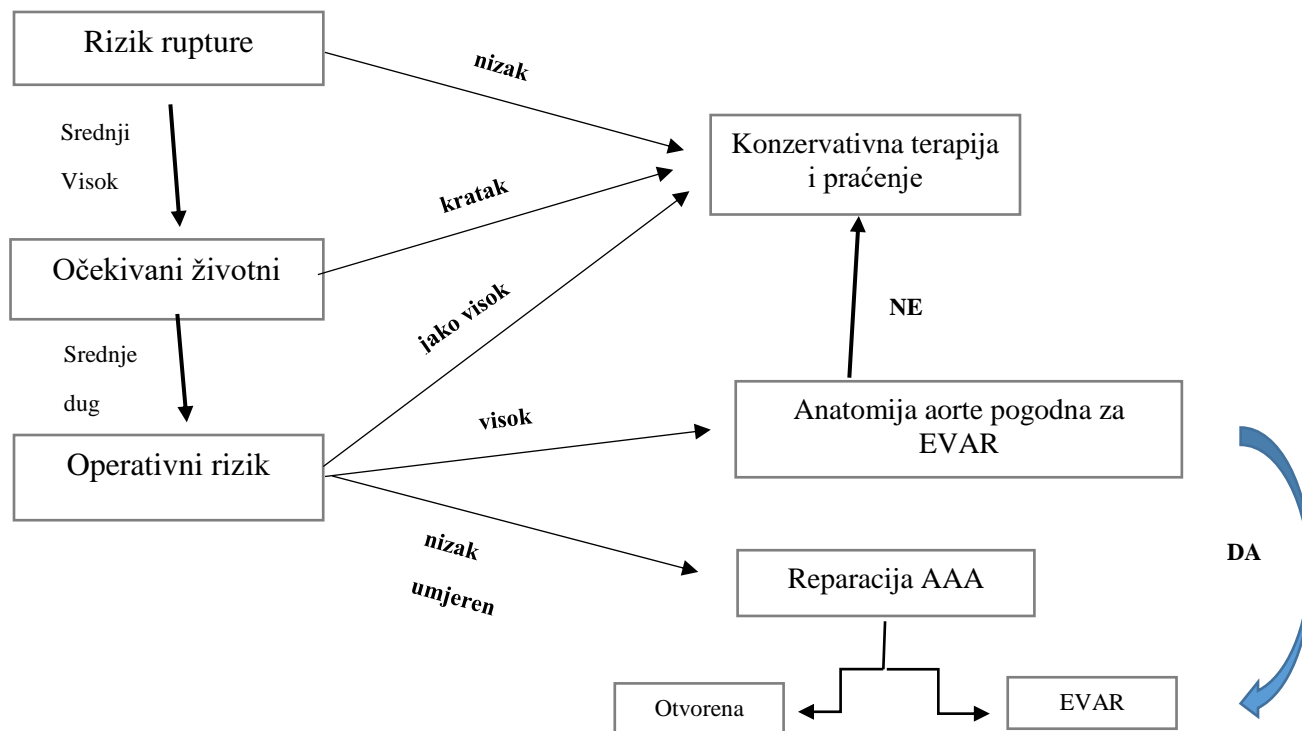 Rizik rupture
nizak
Srednji
Visok
Konzervativna terapija
i praćenje
kratak
Očekivani životni
jako visok
NE
Srednje
dug
Anatomija aorte pogodna za
EVAR
visok
Operativni rizik
nizak
umjeren
DA
Reparacija AAA
Otvorena
EVAR